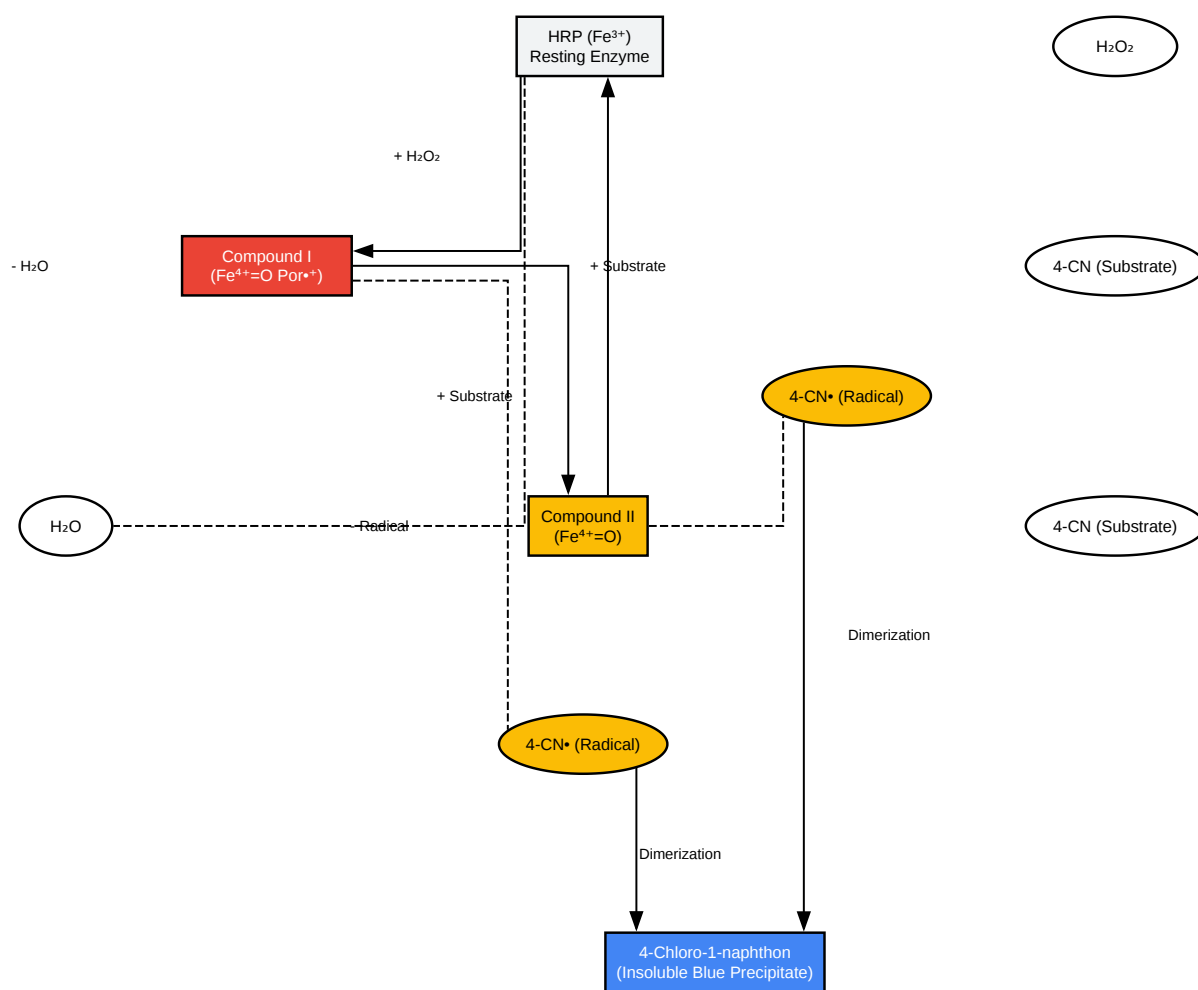 HRP (Fe³⁺)
Resting Enzyme
H₂O₂
+ H₂O₂
- H₂O
Compound I
(Fe⁴⁺=O Por•⁺)
+ Substrate
4-CN (Substrate)
+ Substrate
4-CN• (Radical)
H₂O
- Radical
Compound II
(Fe⁴⁺=O)
4-CN (Substrate)
Dimerization
4-CN• (Radical)
Dimerization
4-Chloro-1-naphthon
(Insoluble Blue Precipitate)